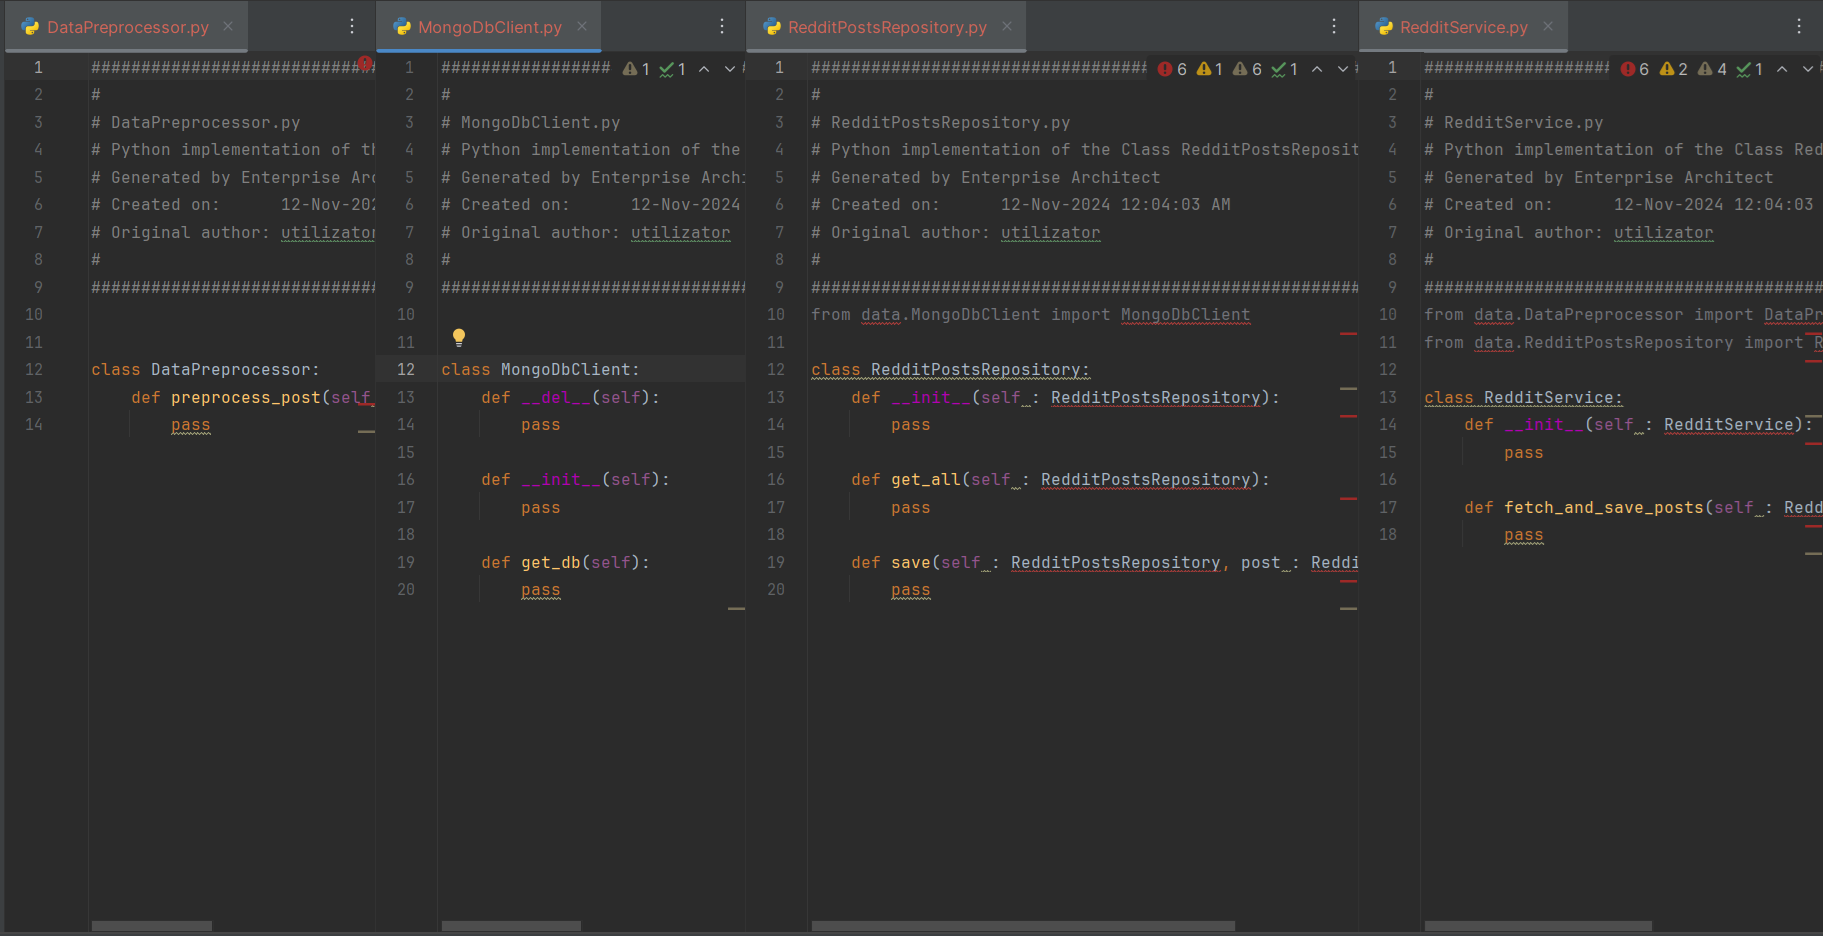 DataPreprocessor.py
1 ############################
2 #
3 # DataPreprocessor.py
4 # Python implementation of th
5 # Generated by Enterprise Arc
6 # Created on:      12-Nov-202
7 # Original author: utilizator
8 #
9 #############################
10
11
12 class DataPreprocessor:
13     def preprocess_post(self
14         pass
MongoDbClient.py
1 ################# 1 1
2 #
3 # MongoDbClient.py
4 # Python implementation of the
5 # Generated by Enterprise Archi
6 # Created on:      12-Nov-2024
7 # Original author: utilizator
8 #
9 ###############################
10
11
12 class MongoDbClient:
13     def __del__(self):
14         pass
15
16     def __init__(self):
17         pass
18
19     def get_db(self):
20         pass
RedditPostsRepository.py
1 ################################## 6 1 6 1
2 #
3 # RedditPostsRepository.py
4 # Python implementation of the Class RedditPostsReposit
5 # Generated by Enterprise Architect
6 # Created on:      12-Nov-2024 12:04:03 AM
7 # Original author: utilizator
8 #
9 #######################################################
10 from data.MongoDbClient import MongoDbClient
11
12 class RedditPostsRepository:
13     def __init__(self_: RedditPostsRepository):
14         pass
15
16     def get_all(self_: RedditPostsRepository):
17         pass
18
19     def save(self_: RedditPostsRepository, post_: Reddi
20         pass
RedditService.py
1 ################### 6 2 4 1
2 #
3 # RedditService.py
4 # Python implementation of the Class Red
5 # Generated by Enterprise Architect
6 # Created on:      12-Nov-2024 12:04:03
7 # Original author: utilizator
8 #
9 ########################################
10 from data.DataPreprocessor import DataPr
11 from data.RedditPostsRepository import R
12
13 class RedditService:
14     def __init__(self_: RedditService):
15         pass
16
17     def fetch_and_save_posts(self_: Redd
18         pass